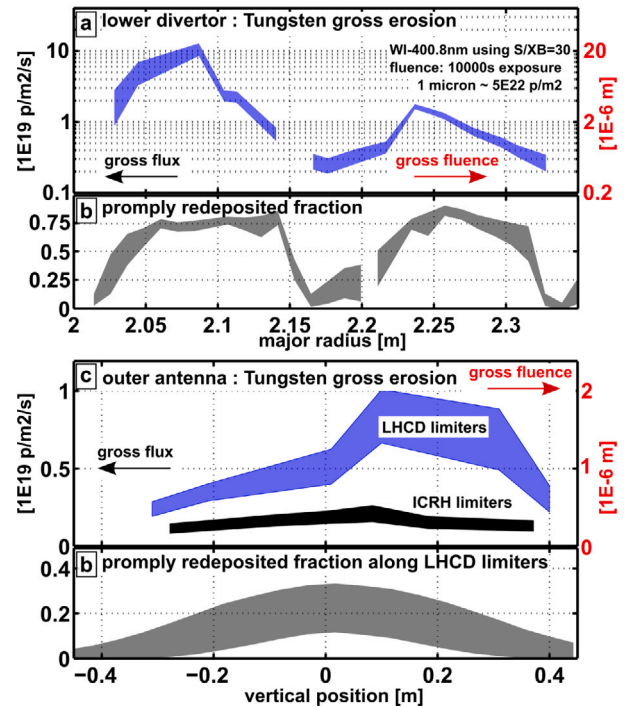 a lower divertor : Tungsten gross erosion
WI-400.8nm using S/XB=30
fluence: 10000s exposure
1 micron ~ 5E22 p/m2
[1E19 p/m2/s]
10
1
0.1
gross flux
gross fluence
20
2
0.2
[1E-6 m]
b promply redeposited fraction
0.75
0.5
0.25
0
2 2.05 2.1 2.15 2.2 2.25 2.3
major radius [m]
c outer antenna : Tungsten gross erosion
gross fluence
[1E19 p/m2/s]
1
0.5
0
gross flux
LHCD limiters
ICRH limiters
2
1
0
[1E-6 m]
b promply redeposited fraction along LHCD limiters
0.4
0.2
0
−0.4 −0.2 0 0.2 0.4
vertical position [m]